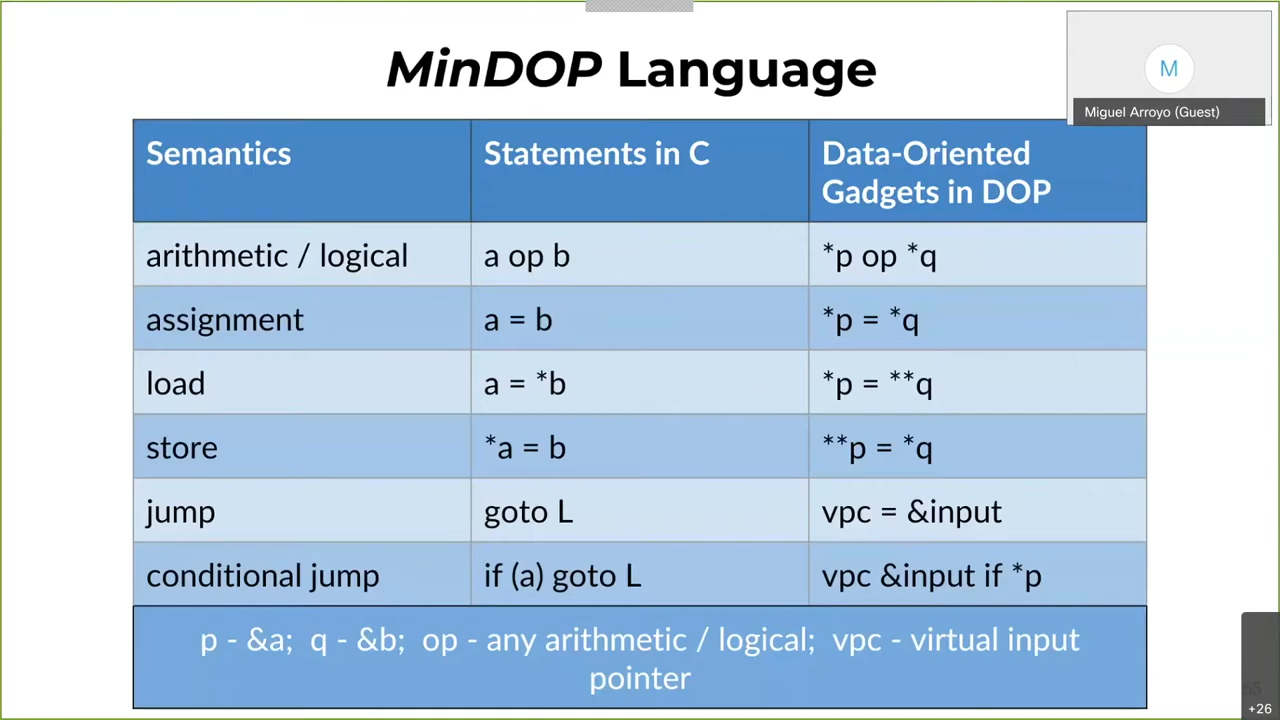 MinDOP Language
M
Miguel Arroyo (Guest)
Semantics
Statements in C
Data-Oriented
Gadgets in DOP
arithmetic / logical
a op b
*p op *q
assignment
a = b
*p = *q
load
a = *b
*p = **q
store
*a = b
**p = *q
jump
goto L
vpc = &input
conditional jump
if (a) goto L
vpc &input if *p
p - &a; q - &b; op - any arithmetic / logical; vpc - virtual input
pointer
55
+26